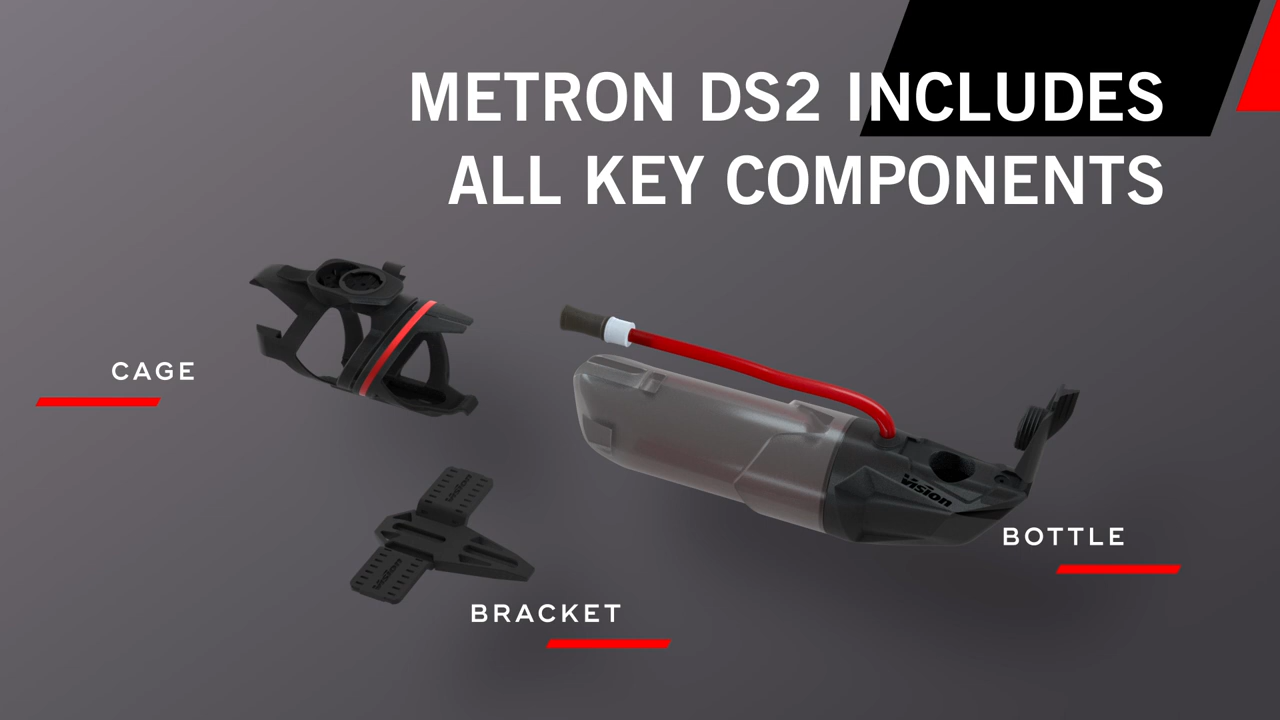 METRON DS2 INCLUDES
ALL KEY COMPONENTS
CAGE
vision
BOTTLE
BRACKET